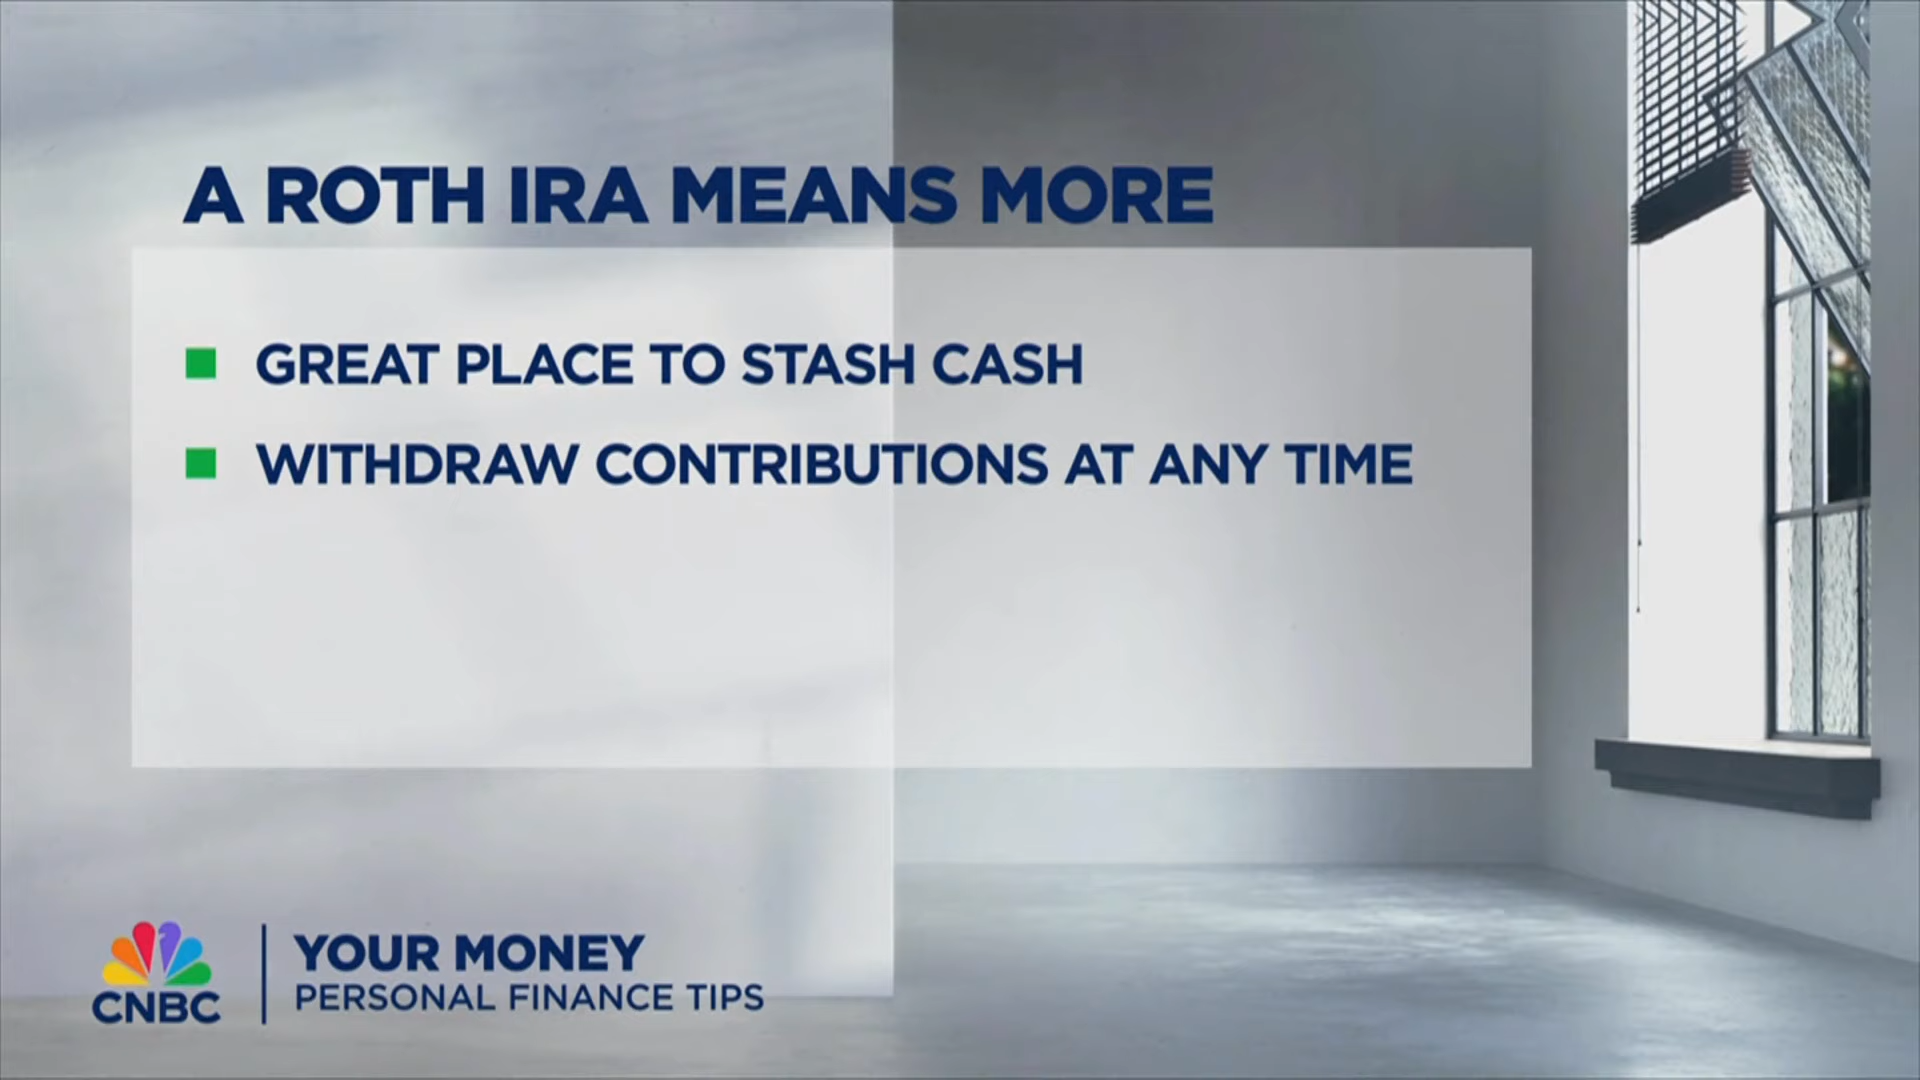 A ROTH IRA MEANS MORE
GREAT PLACE TO STASH CASH
WITHDRAW CONTRIBUTIONS AT ANY TIME
YOUR MONEY
PERSONAL FINANCE TIPS
CNBC